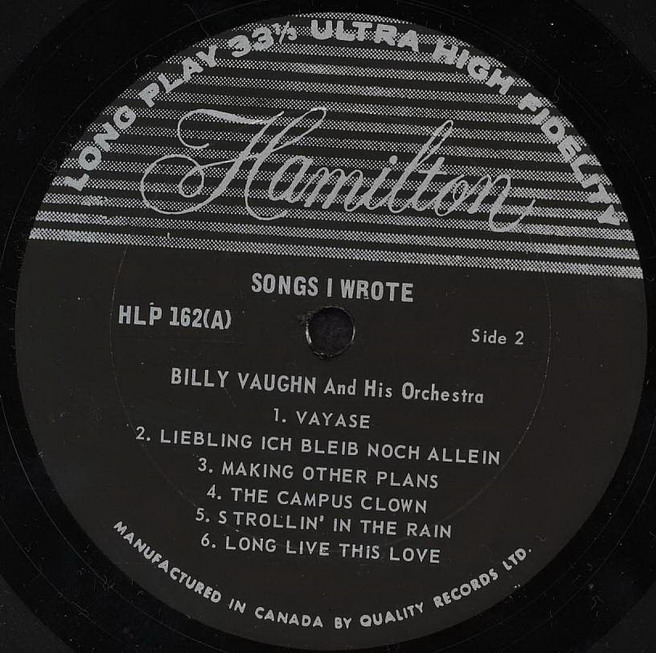 LONG PLAY 33⅓ ULTRA HIGH FIDELITY
Hamilton
SONGS I WROTE
HLP 162(A)
Side 2
BILLY VAUGHN And His Orchestra
1. VAYASE
2. LIEBLING ICH BLEIB NOCH ALLEIN
3. MAKING OTHER PLANS
4. THE CAMPUS CLOWN
5. STROLLIN' IN THE RAIN
6. LONG LIVE THIS LOVE
MANUFACTURED IN CANADA BY QUALITY RECORDS LTD.